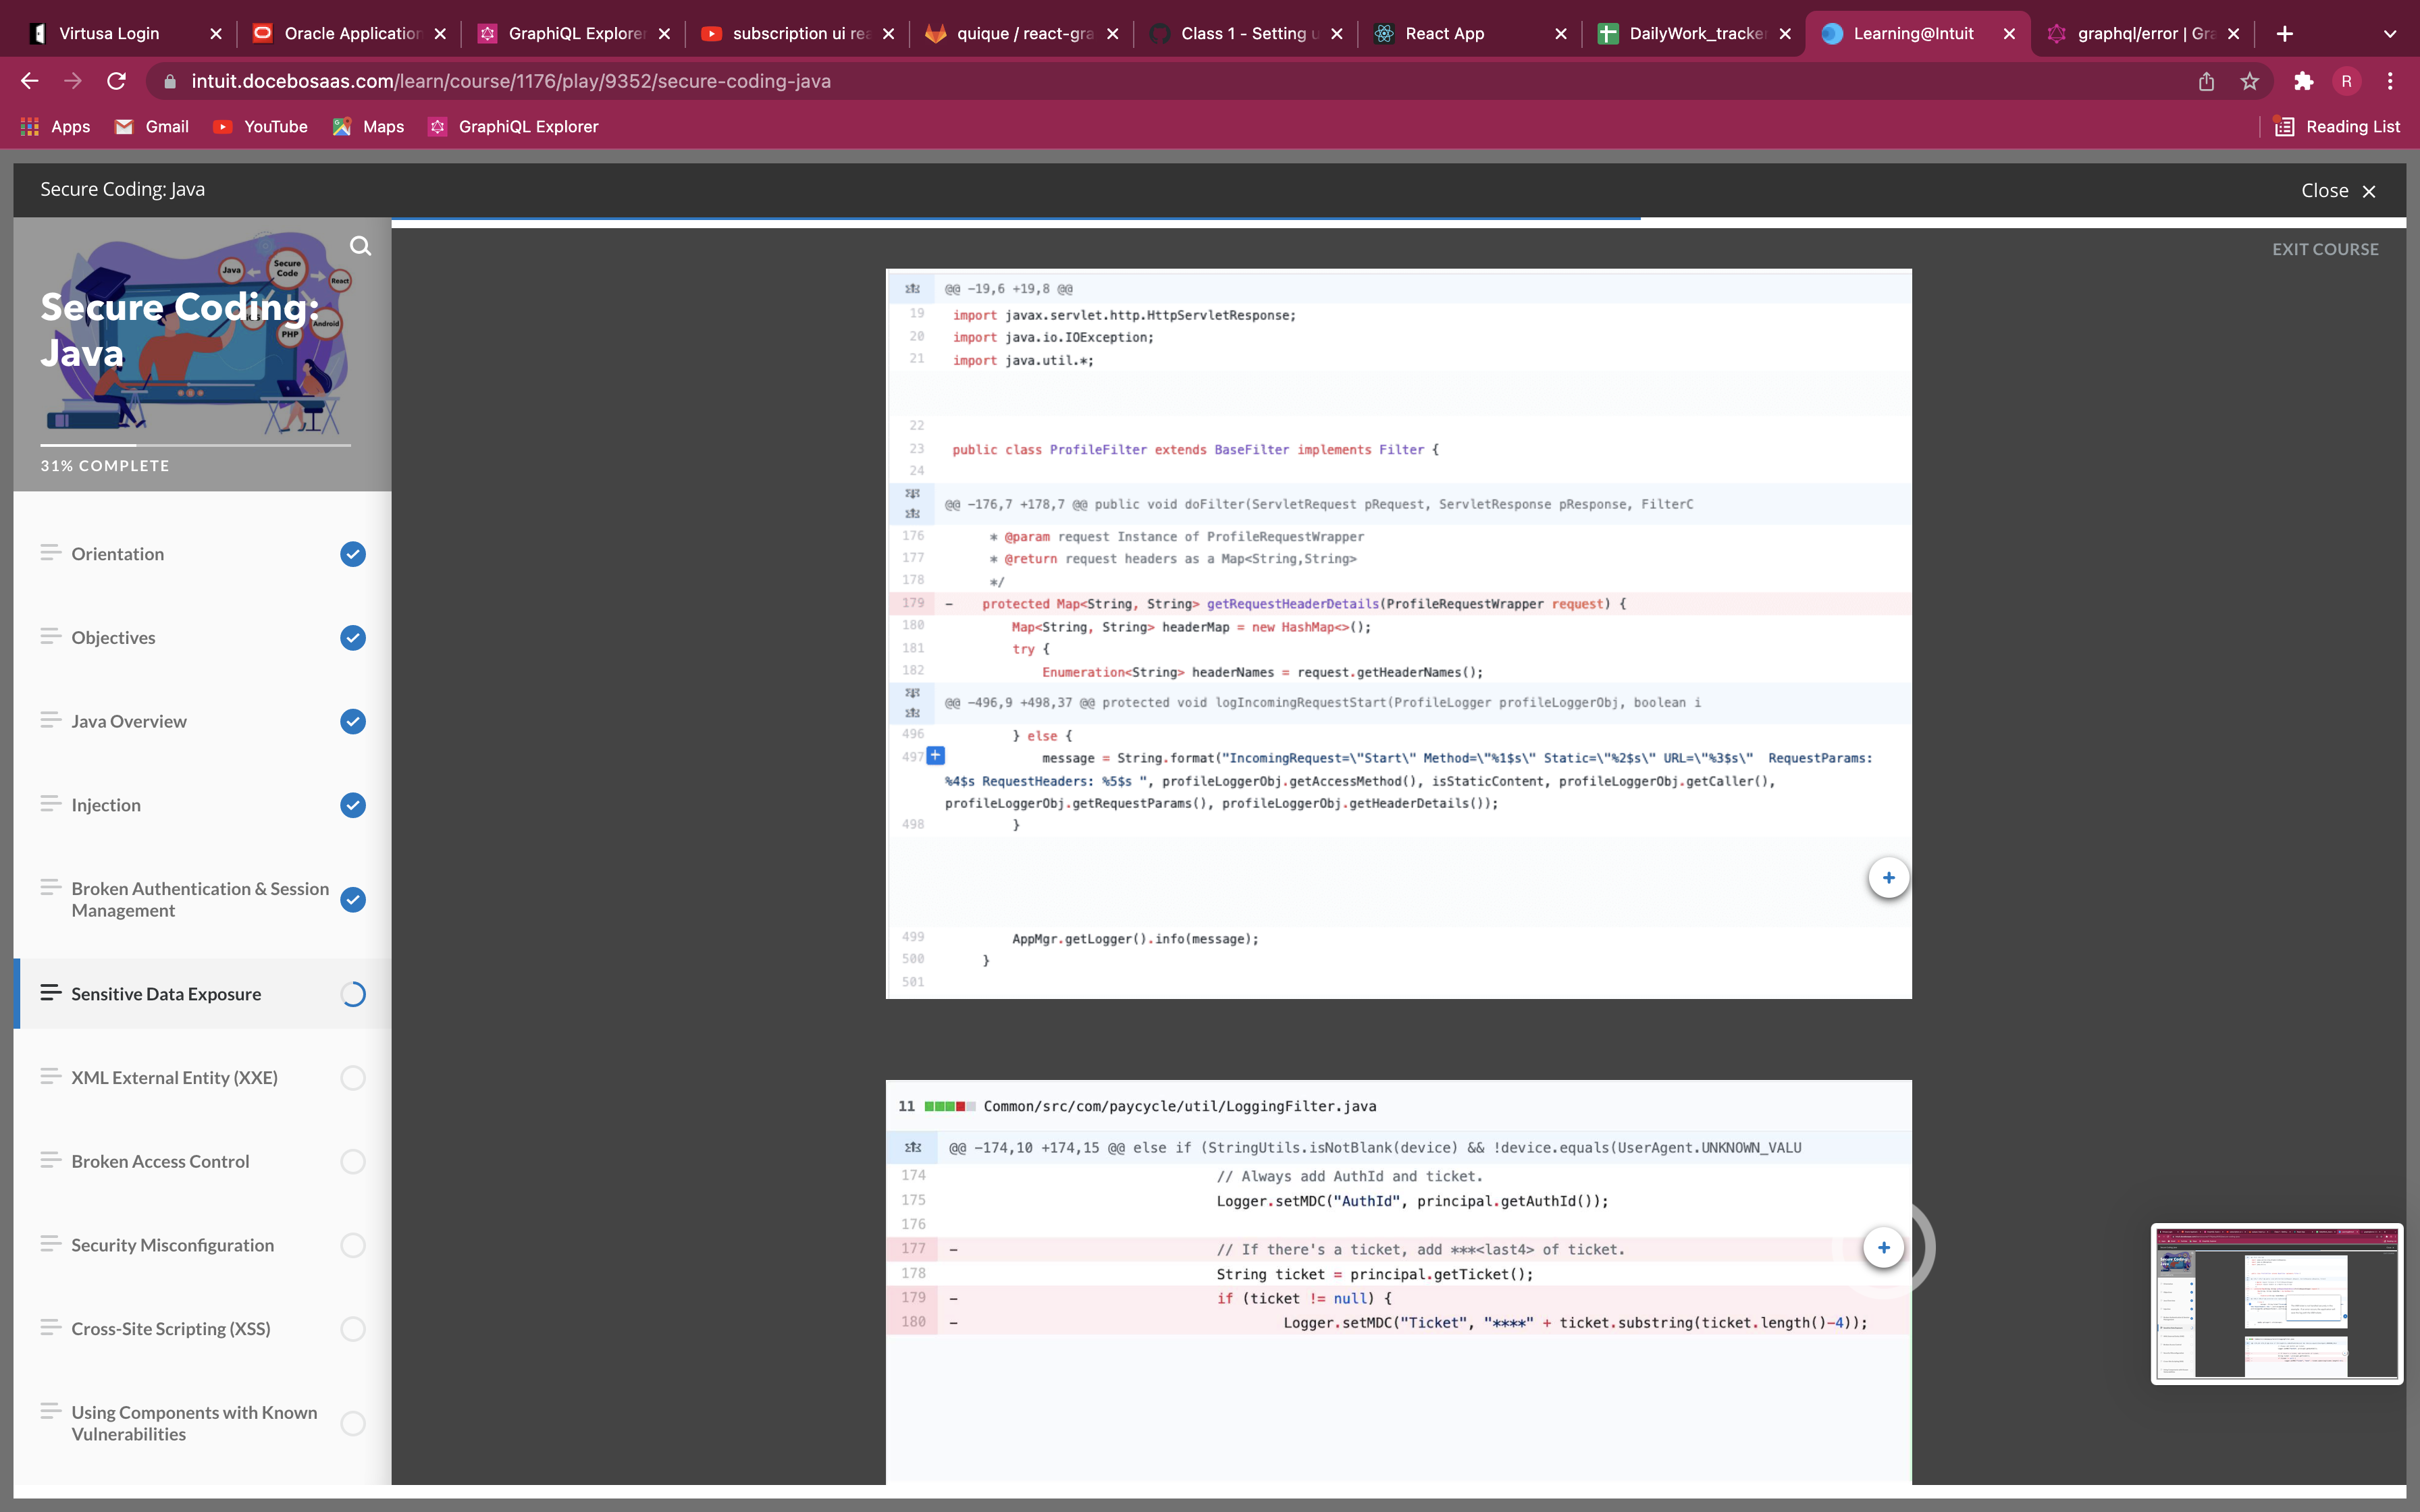 Virtusa Login
Oracle Application
GraphiQL Explorer
subscription ui rea
quique / react-gra
Class 1 - Setting u
React App
DailyWork_tracker
Learning@Intuit
graphql/error | Gra
intuit.docebosaas.com/learn/course/1176/play/9352/secure-coding-java
R
Apps
Gmail
YouTube
Maps
GraphiQL Explorer
Reading List
Secure Coding: Java
Close
EXIT COURSE
Java
Secure
Code
React
Android
PHP
Secure Coding:
Java
31% COMPLETE
Orientation
Objectives
Java Overview
Injection
Broken Authentication & Session
Management
Sensitive Data Exposure
XML External Entity (XXE)
Broken Access Control
Security Misconfiguration
Cross-Site Scripting (XSS)
Using Components with Known
Vulnerabilities
@@ -19,6 +19,8 @@
19 import javax.servlet.http.HttpServletResponse;
20 import java.io.IOException;
21 import java.util.*;
22
23 public class ProfileFilter extends BaseFilter implements Filter {
24
@@ -176,7 +178,7 @@ public void doFilter(ServletRequest pRequest, ServletResponse pResponse, FilterC
176 * @param request Instance of ProfileRequestWrapper
177 * @return request headers as a Map<String,String>
178 */
179 - protected Map<String, String> getRequestHeaderDetails(ProfileRequestWrapper request) {
180 Map<String, String> headerMap = new HashMap<>();
181 try {
182 Enumeration<String> headerNames = request.getHeaderNames();
@@ -496,9 +498,37 @@ protected void logIncomingRequestStart(ProfileLogger profileLoggerObj, boolean i
496 } else {
497 message = String.format("IncomingRequest=\"Start\" Method=\"%1$s\" Static=\"%2$s\" URL=\"%3$s\" RequestParams:
%4$s RequestHeaders: %5$s ", profileLoggerObj.getAccessMethod(), isStaticContent, profileLoggerObj.getCaller(),
profileLoggerObj.getRequestParams(), profileLoggerObj.getHeaderDetails());
498 }
499 AppMgr.getLogger().info(message);
500 }
501
11 Common/src/com/paycycle/util/LoggingFilter.java
@@ -174,10 +174,15 @@ else if (StringUtils.isNotBlank(device) && !device.equals(UserAgent.UNKNOWN_VALU
174 // Always add AuthId and ticket.
175 Logger.setMDC("AuthId", principal.getAuthId());
176
177 - // If there's a ticket, add ***<last4> of ticket.
178 String ticket = principal.getTicket();
179 - if (ticket != null) {
180 - Logger.setMDC("Ticket", "****" + ticket.substring(ticket.length()-4));